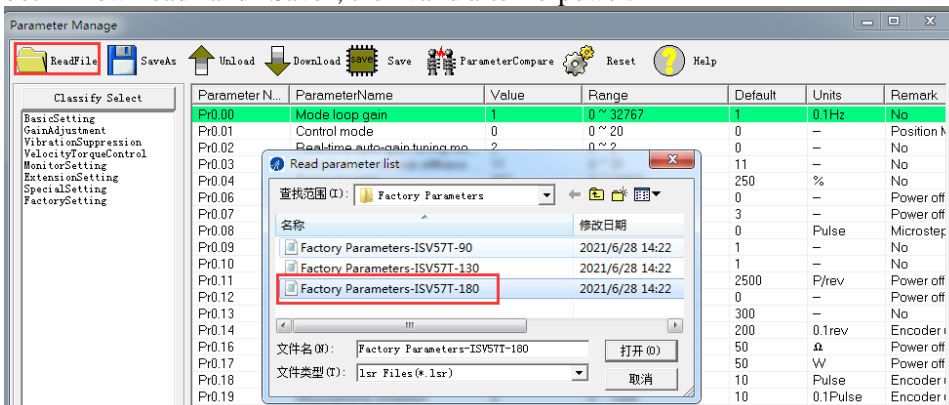 Parameter Manage
ReadFile SaveAs Unload Download save Save ParameterCompare Reset ? Help
Classify Select
BasicSetting
GainAdjustment
VibrationSuppression
VelocityTorqueControl
MonitorSetting
ExtensionSetting
SpecialSetting
FactorySetting
Parameter N... ParameterName Value Range Default Units Remark
Pr0.00 Mode loop gain 1 0 ~ 32767 1 0.1Hz No
Pr0.01 Control mode 0 0 ~ 20 0 – Position M
Pr0.02 Real-time auto-gain tuning mo... 2 0 ~ 2 0 – No
Pr0.03 11 – No
Pr0.04 250 % No
Pr0.06 0 – Power off
Pr0.07 3 – Power off
Pr0.08 0 Pulse Microstep
Pr0.09 1 – No
Pr0.10 1 – No
Pr0.11 2500 P/rev Power off
Pr0.12 0 – Power off
Pr0.13 300 – No
Pr0.14 200 0.1rev Encoder
Pr0.16 50 Ω Power off
Pr0.17 50 W Power off
Pr0.18 10 Pulse Encoder
Pr0.19 10 0.1Pulse Encoder
Read parameter list
查找范围(I): Factory Parameters
名称 修改日期
Factory Parameters-ISV57T-90 2021/6/28 14:22
Factory Parameters-ISV57T-130 2021/6/28 14:22
Factory Parameters-ISV57T-180 2021/6/28 14:22
文件名(N): Factory Parameters-ISV57T-180 打开(O)
文件类型(T): lsr Files(*.lsr) 取消